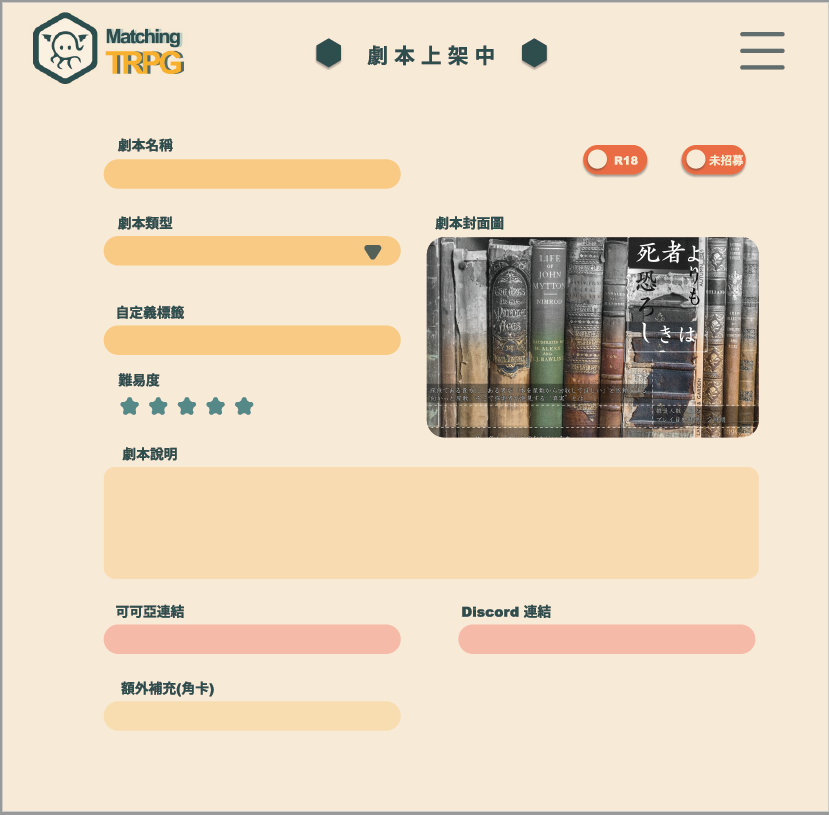 Matching
TRPG
劇本上架中
劇本名稱
R18
未招募
劇本類型
劇本封面圖
LIFE
OF
JOHN
MYTTON
NIMROD
死者よりも
恐ろ
しきは
自定義標籤
難易度
劇本說明
可可亞連結
Discord 連結
額外補充(角卡)